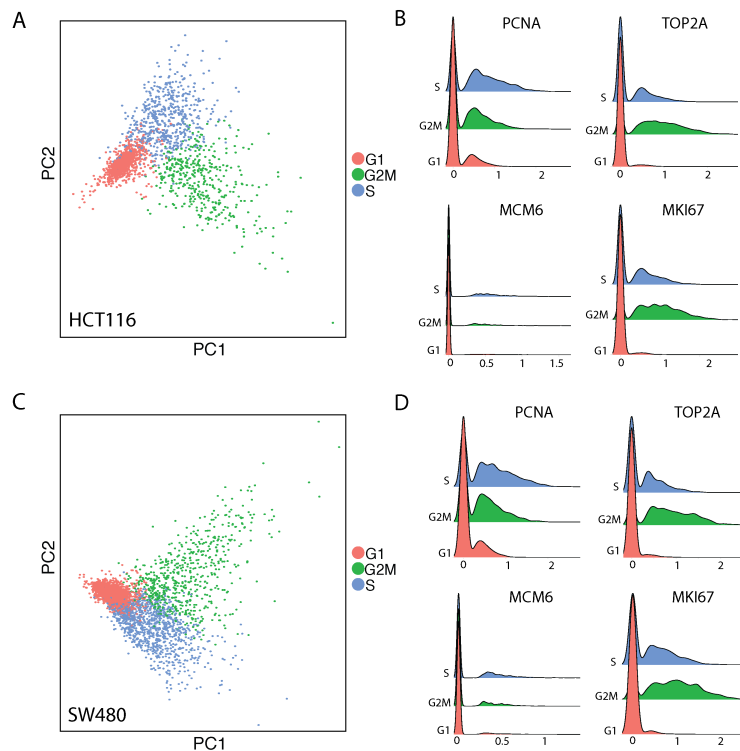 A
PC2
HCT116
PC1
G1
G2M
S
B
PCNA
S
G2M
G1
0 1 2
TOP2A
S
G2M
G1
0 1 2
MCM6
S
G2M
G1
0 0.5 1 1.5
MKI67
S
G2M
G1
0 1 2
C
PC2
SW480
PC1
G1
G2M
S
D
PCNA
S
G2M
G1
0 1 2
TOP2A
S
G2M
G1
0 1 2
MCM6
S
G2M
G1
0 0.5 1
MKI67
S
G2M
G1
0 1 2